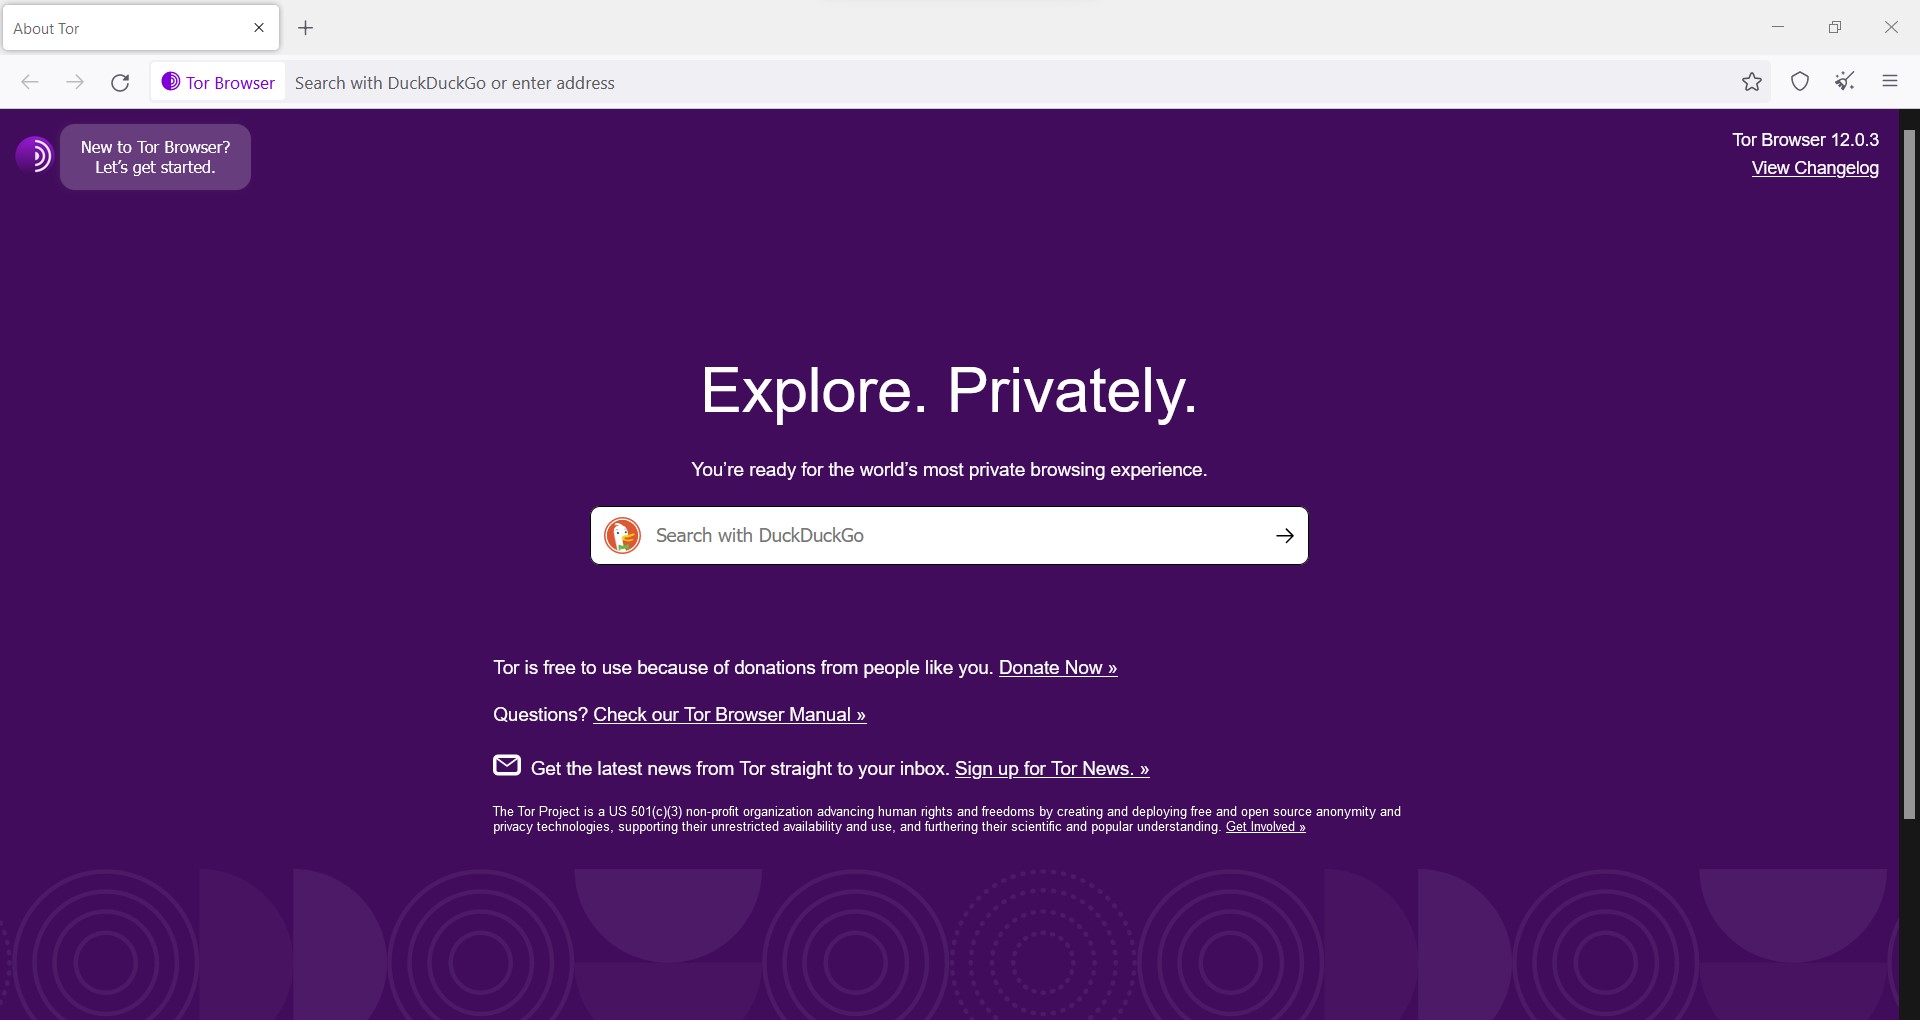 About Tor
Tor Browser
Search with DuckDuckGo or enter address
New to Tor Browser?
Let's get started.
Tor Browser 12.0.3
View Changelog
Explore. Privately.
You're ready for the world's most private browsing experience.
Search with DuckDuckGo
Tor is free to use because of donations from people like you. Donate Now »
Questions? Check our Tor Browser Manual »
Get the latest news from Tor straight to your inbox. Sign up for Tor News. »
The Tor Project is a US 501(c)(3) non-profit organization advancing human rights and freedoms by creating and deploying free and open source anonymity and
privacy technologies, supporting their unrestricted availability and use, and furthering their scientific and popular understanding. Get Involved »